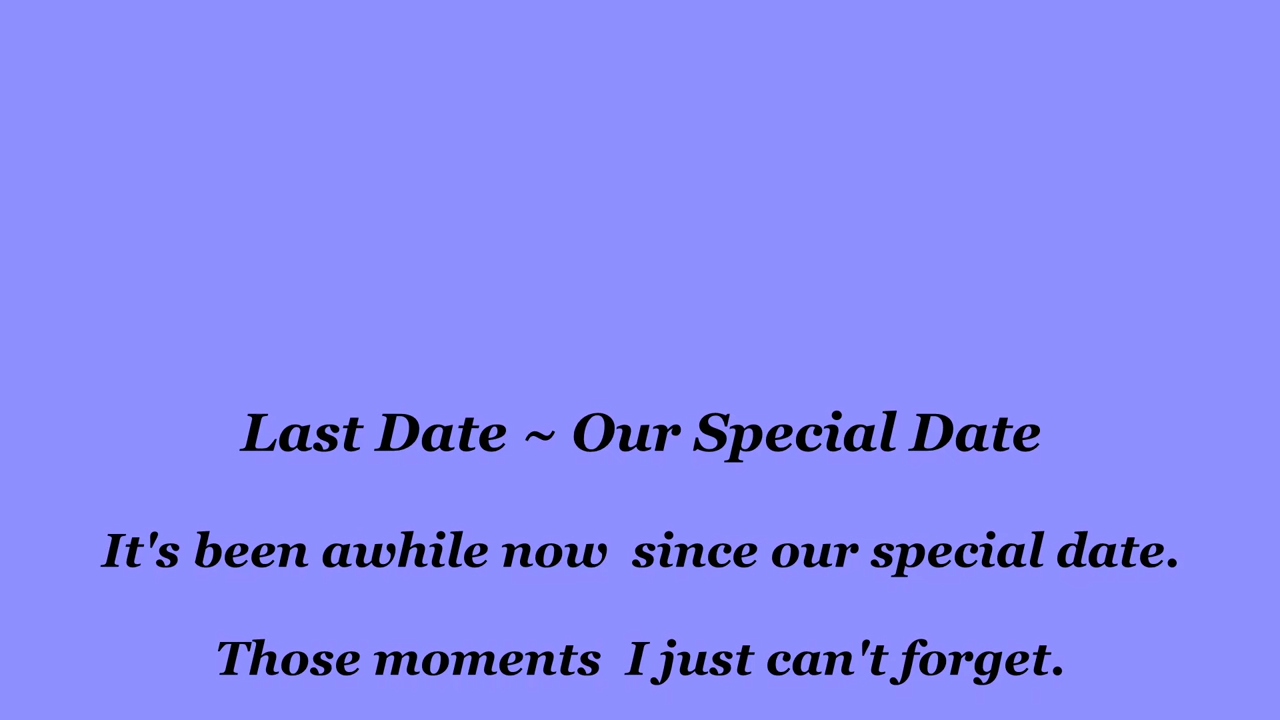 Last Date ~ Our Special Date
It's been awhile now  since our special date.
Those moments  I just can't forget.